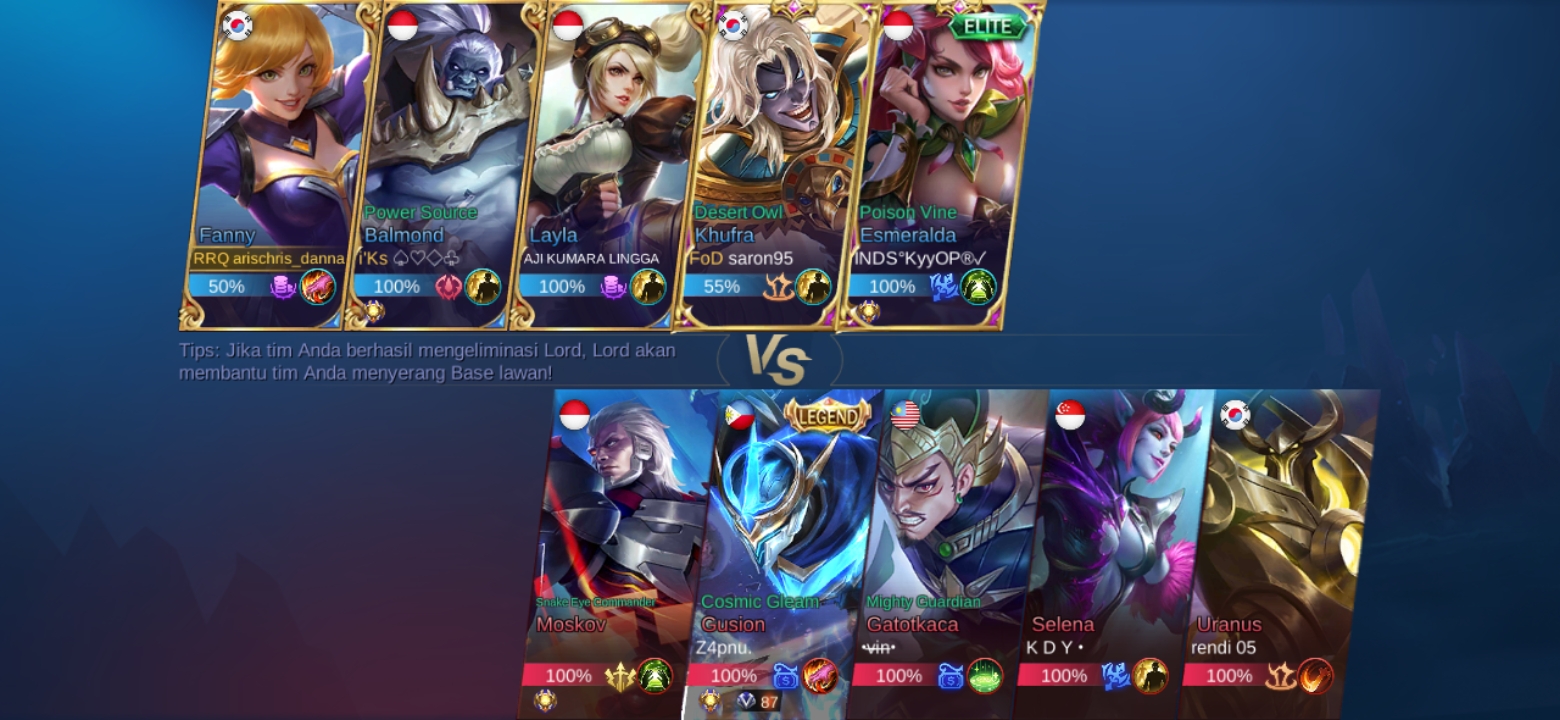 ELITE
Power Source
Desert Owl
Poison Vine
Fanny
Balmond
Layla
Khufra
Esmeralda
RRQ arischris_danna
i'Ks ♤♡◇♧
AJI KUMARA LINGGA
FoD saron95
INDS°KyyOP®✓
50%
100%
100%
55%
100%
Tips: Jika tim Anda berhasil mengeliminasi Lord, Lord akan
membantu tim Anda menyerang Base lawan!
VS
LEGEND
Snake Eye Commander
Cosmic Gleam
Mighty Guardian
Moskov
Gusion
Gatotkaca
Selena
Uranus
Z4pnu.
•vin•
K D Y •
rendi 05
100%
100%
100%
100%
100%
87